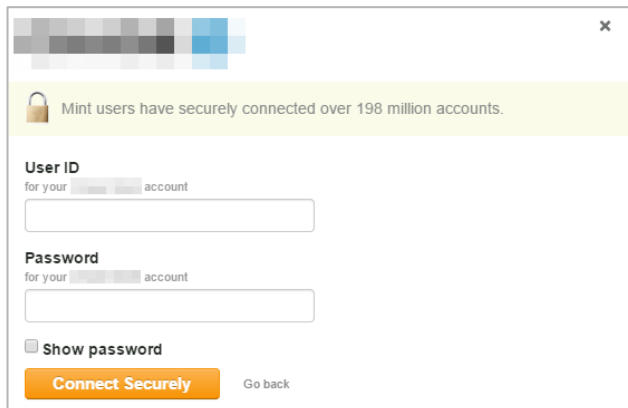 Mint users have securely connected over 198 million accounts.
User ID
for your account
Password
for your account
Show password
Connect Securely Go back